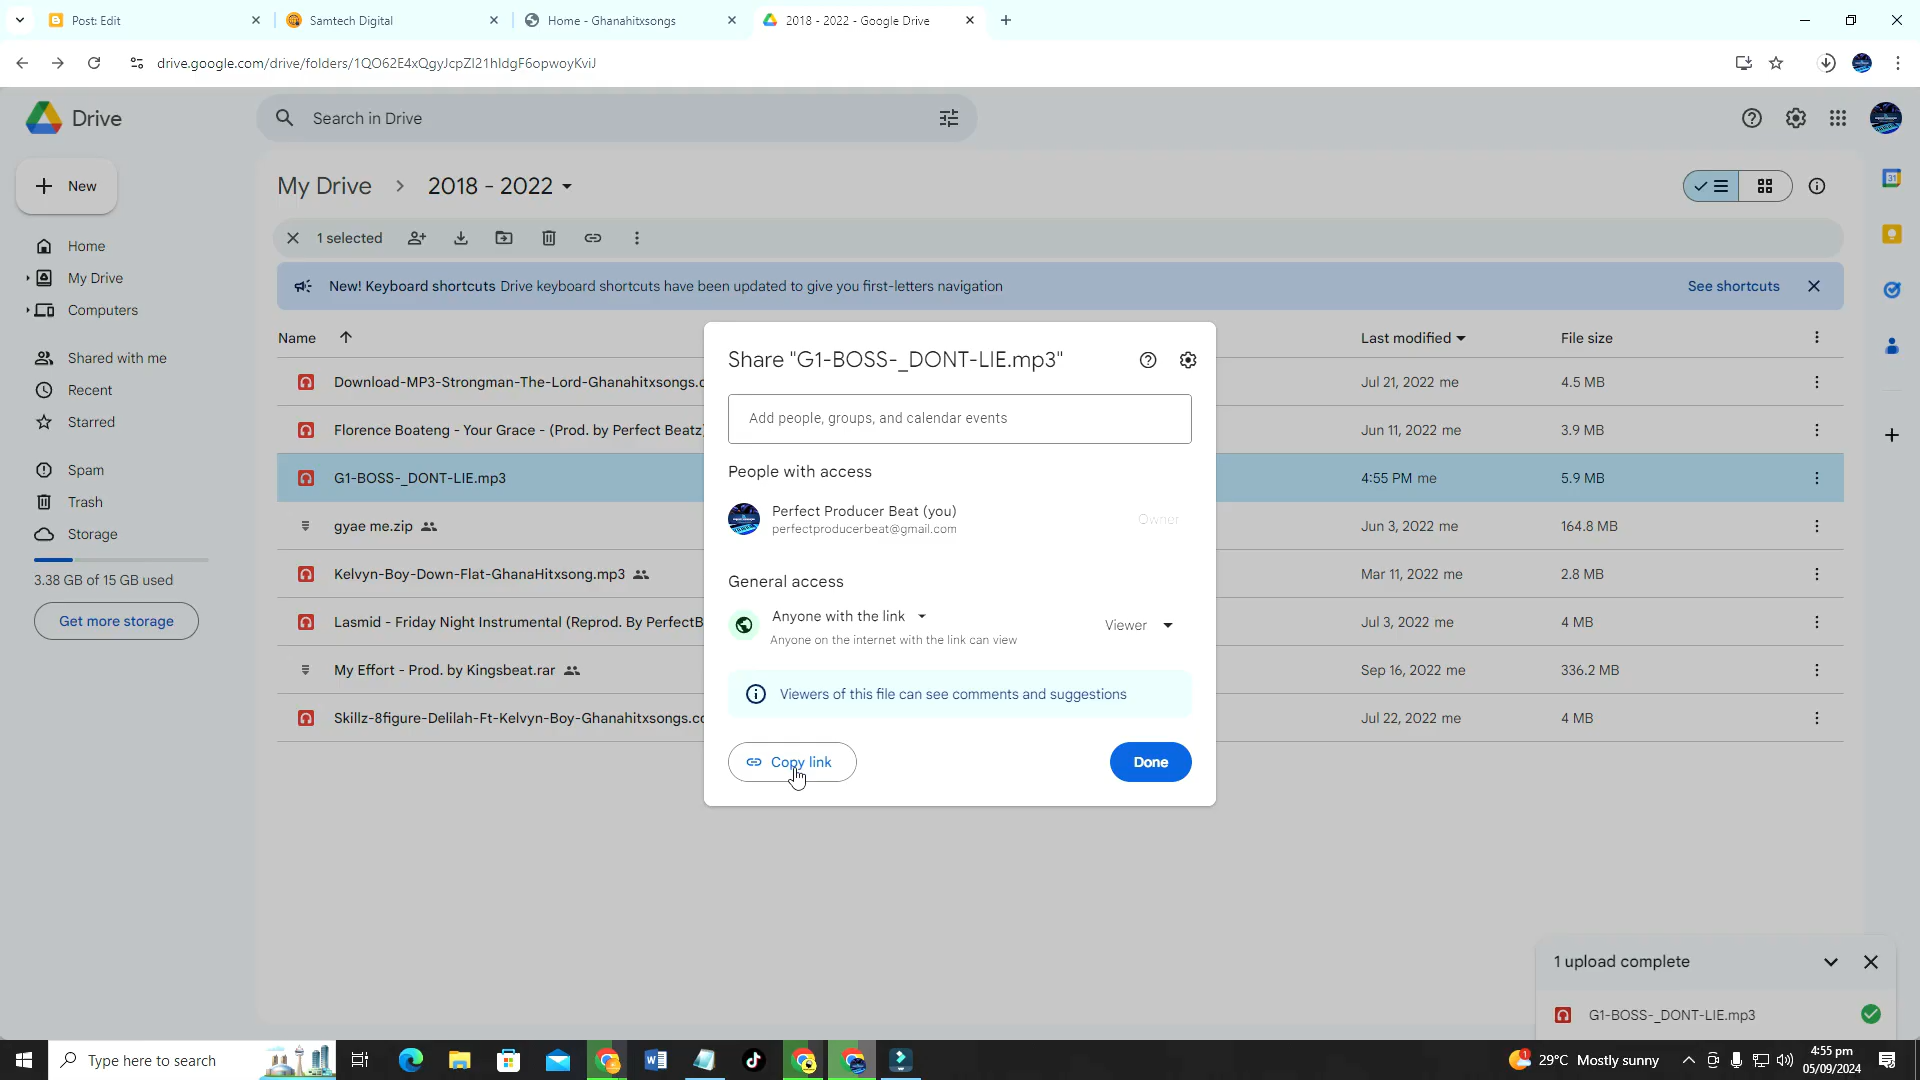 Post: Edit
Samtech Digital
Home - Ghanahitxsongs
2018 - 2022 - Google Drive
drive.google.com/drive/folders/1QO62E4xQgyJcpZl21hIdgF6opwoyKviJ
Drive
Search in Drive
New
My Drive
2018 - 2022
1 selected
Home
My Drive
Computers
Shared with me
Recent
Starred
Spam
Trash
Storage
3.38 GB of 15 GB used
Get more storage
New! Keyboard shortcuts Drive keyboard shortcuts have been updated to give you first-letters navigation
See shortcuts
Name
Last modified
File size
Download-MP3-Strongman-The-Lord-Ghanahitxsongs.c
Jul 21, 2022 me
4.5 MB
Florence Boateng - Your Grace - (Prod. by Perfect Beatz)
Jun 11, 2022 me
3.9 MB
G1-BOSS-_DONT-LIE.mp3
4:55 PM me
5.9 MB
gyae me.zip
Jun 3, 2022 me
164.8 MB
Kelvyn-Boy-Down-Flat-GhanaHitxsong.mp3
Mar 11, 2022 me
2.8 MB
Lasmid - Friday Night Instrumental (Reprod. By PerfectB
Jul 3, 2022 me
4 MB
My Effort - Prod. by Kingsbeat.rar
Sep 16, 2022 me
336.2 MB
Skillz-8figure-Delilah-Ft-Kelvyn-Boy-Ghanahitxsongs.co
Jul 22, 2022 me
4 MB
Share "G1-BOSS-_DONT-LIE.mp3"
Add people, groups, and calendar events
People with access
Perfect Producer Beat (you)
perfectproducerbeat@gmail.com
Owner
General access
Anyone with the link
Anyone on the internet with the link can view
Viewer
Viewers of this file can see comments and suggestions
Copy link
Done
31
1 upload complete
G1-BOSS-_DONT-LIE.mp3
Type here to search
1
29°C Mostly sunny
4:55 pm
05/09/2024